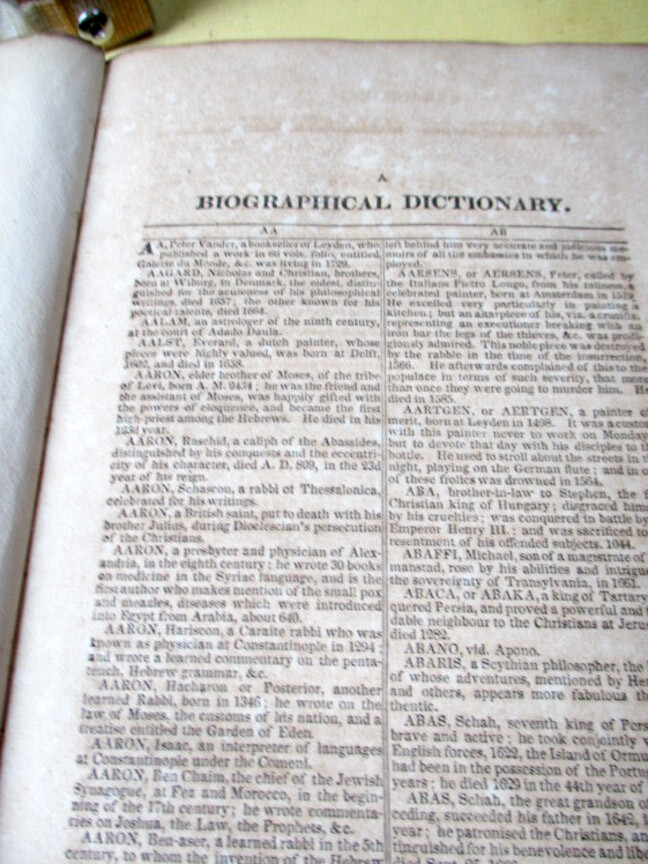 A
BIOGRAPHICAL DICTIONARY.
AA
AA, Peter Vander, a bookseller of Leyden, who
published a work in 66 vols. folio, entitled,
Galerie du Monde, &c. was living in 1729.
AAGARD, Nicholas and Christian, brothers,
born at Wiburg, in Denmark, the eldest, distin-
guished for the acuteness of his philosophical
writings, died 1657; the other known for his
poetical talents, died 1664.
AALAM, an astrologer of the ninth century,
at the court of Adado Daula.
AALST, Everard, a dutch painter, whose
pieces were highly valued, was born at Delft,
1602, and died in 1658.
AARON, elder brother of Moses, of the tribe
of Levi, born A. M. 2434; he was the friend and
the assistant of Moses, was happily gifted with
the powers of eloquence, and became the first
high-priest among the Hebrews. He died in his
123d year.
AARON, Raschid, a caliph of the Abassides,
distinguished by his conquests and the eccentri-
city of his character, died A. D. 809, in the 23d
year of his reign.
AARON, Schascou, a rabbi of Thessalonica,
celebrated for his writings.
AARON, a British saint, put to death with his
brother Julius, during Dioclesian's persecution
of the Christians.
AARON, a presbyter and physician of Alex-
andria, in the eighth century; he wrote 30 books
on medicine in the Syriac language, and is the
first author who makes mention of the small pox
and meazles, diseases which were introduced
into Egypt from Arabia, about 640.
AARON, Hariscon, a Caraite rabbi who was
known as physician at Constantinople in 1294;
and wrote a learned commentary on the penta-
teuch, Hebrew grammar, &c.
AARON, Hacharon or Posterior, another
learned Rabbi, born in 1346; he wrote on the
law of Moses, the customs of his nation, and a
treatise entitled the Garden of Eden.
AARON, Isaac, an interpreter of languages
at Constantinople under the Comeni.
AARON, Ben Chaim, the chief of the Jewish
Synagogue, at Fez and Morocco, in the begin-
ning of the 17th century; he wrote commenta-
ries on Joshua, the Law, the Prophets, &c.
AARON, Ben-aser, a learned rabbi in the 5th
century, to whom the invention of the Hebrew
AB
left behind him very accurate and judicious me-
moirs of all the embassies in which he was em-
ployed.
AARSENS, or AERSENS, Peter, called by
the Italians Pietro Longo, from his tallness, a
celebrated painter, born at Amsterdam in 1519.
He excelled very particularly in painting a
kitchen; but an altarpiece of his, viz. a crucifix
representing an executioner breaking with an
iron bar the legs of the thieves, &c. was prodi-
giously admired. This noble piece was destroyed
by the rabble in the time of the insurrection,
1566. He afterwards complained of this to the
populace in terms of such severity, that more
than once they were going to murder him. He
died in 1585.
AARTGEN, or AERTGEN, a painter of
merit, born at Leyden in 1498. It was a custom
with this painter never to work on Monday
but to devote that day with his disciples to the
bottle. He used to stroll about the streets in the
night, playing on the German flute; and in
of these frolics was drowned in 1564.
ABA, brother-in-law to Stephen, the
Christian king of Hungary; disgraced him
by his cruelties; was conquered in battle by
Emperor Henry III.; and was sacrificed to
resentment of his offended subjects. 1044.
ABAFFI, Michael, son of a magistrate of
manstad, rose by his abilities and intrigu
the sovereignty of Transylvania, in 1661.
ABACA, or ABAKA, a king of Tartary
quered Persia, and proved a powerful and
dable neighbour to the Christians at Jerus
died 1282.
ABANO, vid. Apono.
ABARIS, a Scythian philosopher, the
of whose adventures, mentioned by Her
and others, appears more fabulous th
thentic.
ABAS, Schah, seventh king of Pers
brave and active; he took conjointly
English forces, 1622, the Island of Ormu
had been in the possession of the Portug
years; he died 1629 in the 44th year of
ABAS, Schah, the great grandson of
ceding, succeeded his father in 1642,
year; he patronised the Christians, an
tinguished for his benevolence and libe
died Sept.